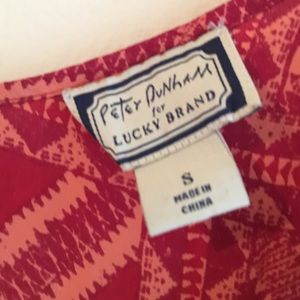 Peter Dunham
for
LUCKY BRAND
S
MADE IN
CHINA